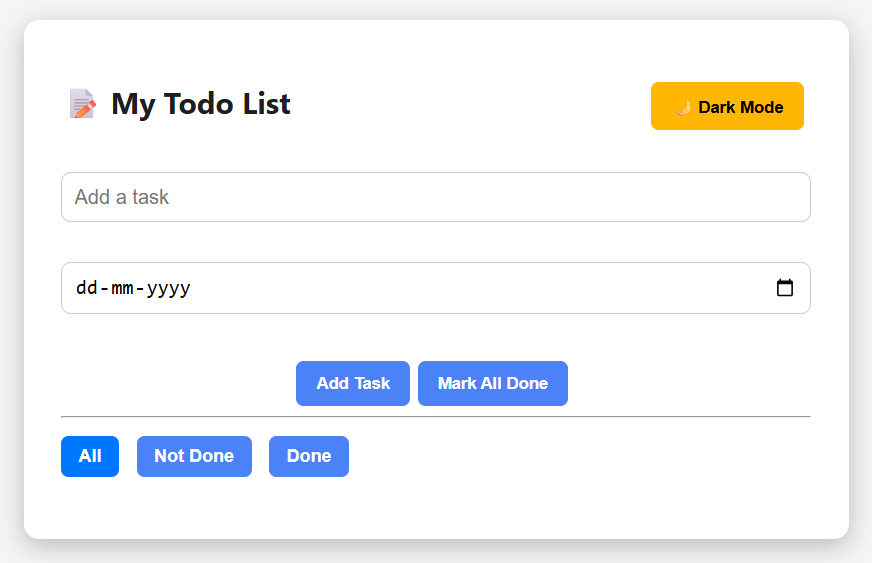 📝 My Todo List
🌙 Dark Mode
Add a task
dd-mm-yyyy
Add Task
Mark All Done
All
Not Done
Done